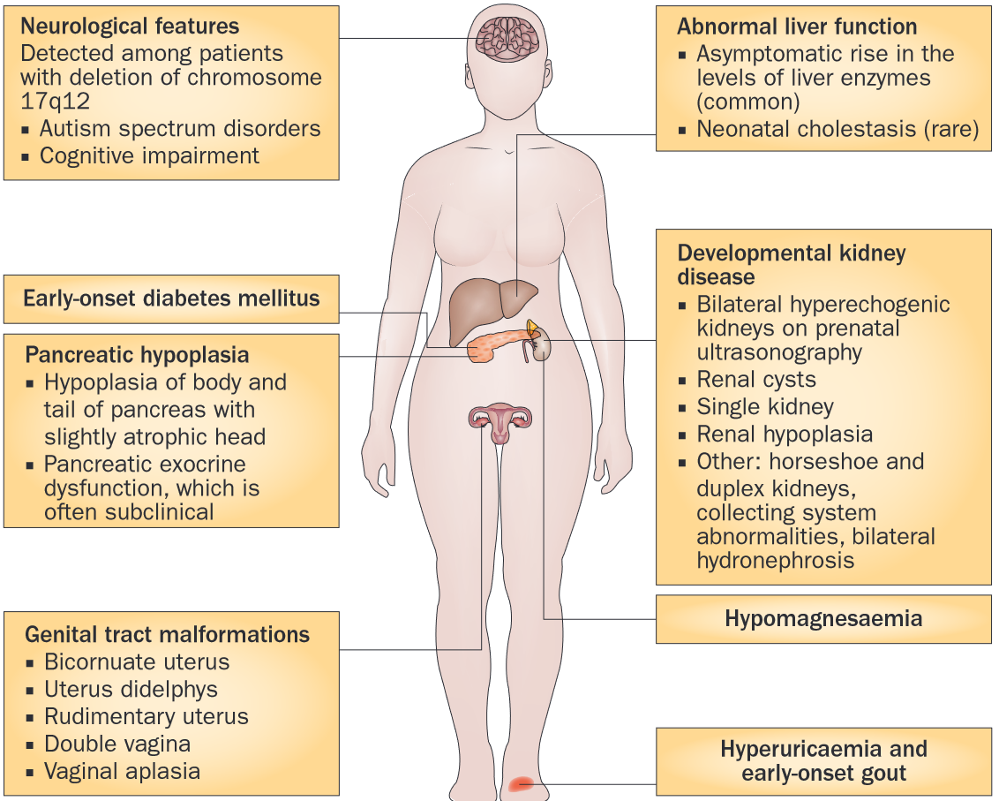 Neurological features
Detected among patients
with deletion of chromosome
17q12
▪ Autism spectrum disorders
▪ Cognitive impairment
Abnormal liver function
▪ Asymptomatic rise in the
levels of liver enzymes
(common)
▪ Neonatal cholestasis (rare)
Early-onset diabetes mellitus
Pancreatic hypoplasia
▪ Hypoplasia of body and
tail of pancreas with
slightly atrophic head
▪ Pancreatic exocrine
dysfunction, which is
often subclinical
Developmental kidney
disease
▪ Bilateral hyperechogenic
kidneys on prenatal
ultrasonography
▪ Renal cysts
▪ Single kidney
▪ Renal hypoplasia
▪ Other: horseshoe and
duplex kidneys,
collecting system
abnormalities, bilateral
hydronephrosis
Genital tract malformations
▪ Bicornuate uterus
▪ Uterus didelphys
▪ Rudimentary uterus
▪ Double vagina
▪ Vaginal aplasia
Hypomagnesaemia
Hyperuricaemia and
early-onset gout